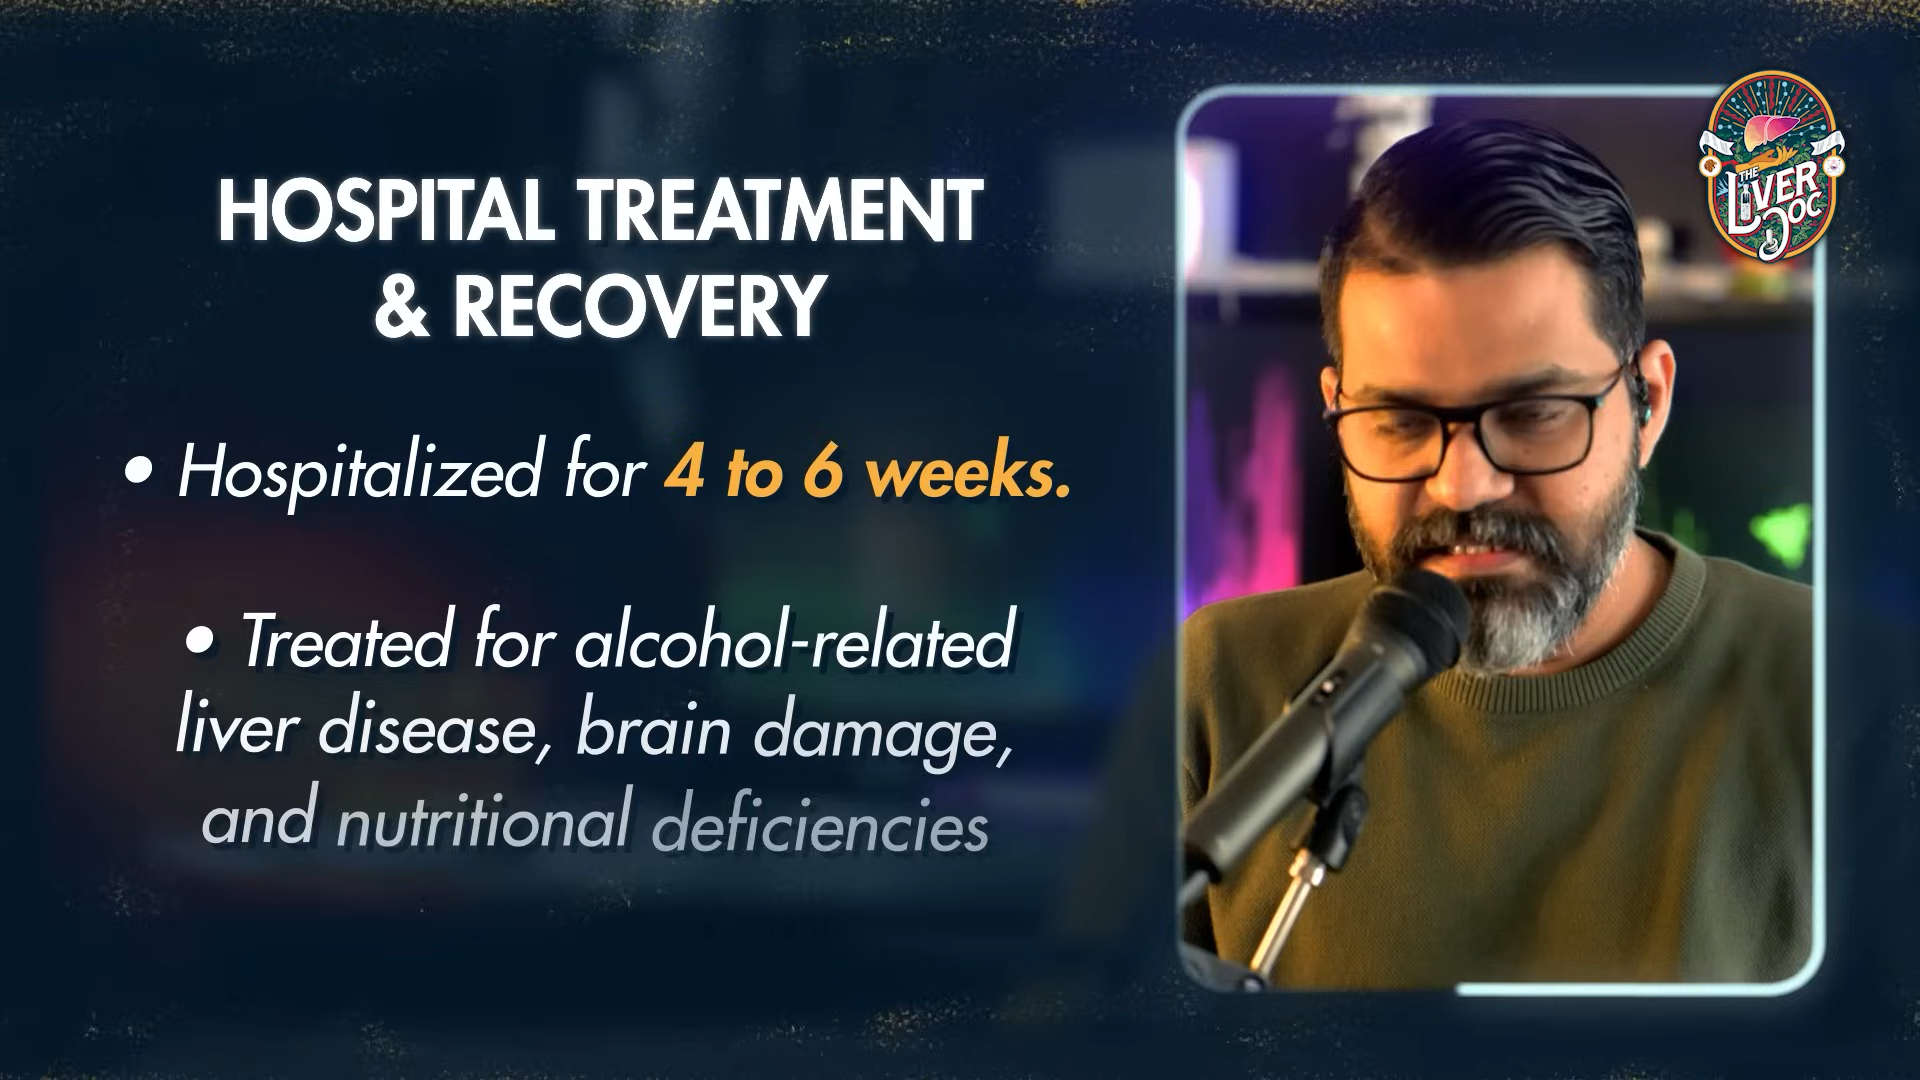 HOSPITAL TREATMENT
& RECOVERY
• Hospitalized for 4 to 6 weeks.
• Treated for alcohol-related
liver disease, brain damage,
and nutritional deficiencies
THE
LIVER
DOC